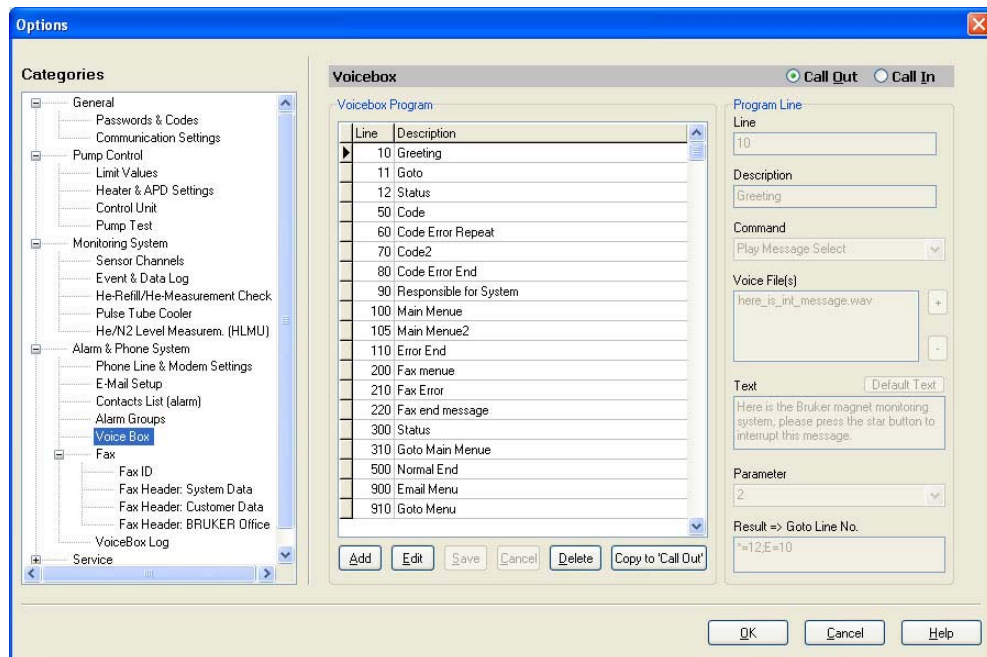 Options
Categories
General
Passwords & Codes
Communication Settings
Pump Control
Limit Values
Heater & APD Settings
Control Unit
Pump Test
Monitoring System
Sensor Channels
Event & Data Log
He-Refill/He-Measurement Check
Pulse Tube Cooler
He/N2 Level Measurem. (HLMU)
Alarm & Phone System
Phone Line & Modem Settings
E-Mail Setup
Contacts List (alarm)
Alarm Groups
Voice Box
Fax
Fax ID
Fax Header: System Data
Fax Header: Customer Data
Fax Header: BRUKER Office
VoiceBox Log
Service
Voicebox
Call Out
Call In
Voicebox Program
Line Description
10 Greeting
11 Goto
12 Status
50 Code
60 Code Error Repeat
70 Code2
80 Code Error End
90 Responsible for System
100 Main Menue
105 Main Menue2
110 Error End
200 Fax menue
210 Fax Error
220 Fax end message
300 Status
310 Goto Main Menue
500 Normal End
900 Email Menu
910 Goto Menu
Add Edit Save Cancel Delete Copy to 'Call Out'
Program Line
Line
10
Description
Greeting
Command
Play Message Select
Voice File(s)
here_is_int_message.wav
+
-
Text
Default Text
Here is the Bruker magnet monitoring
system, please press the star button to
interrupt this message.
Parameter
2
Result => Goto Line No.
*=12;E=10
OK Cancel Help